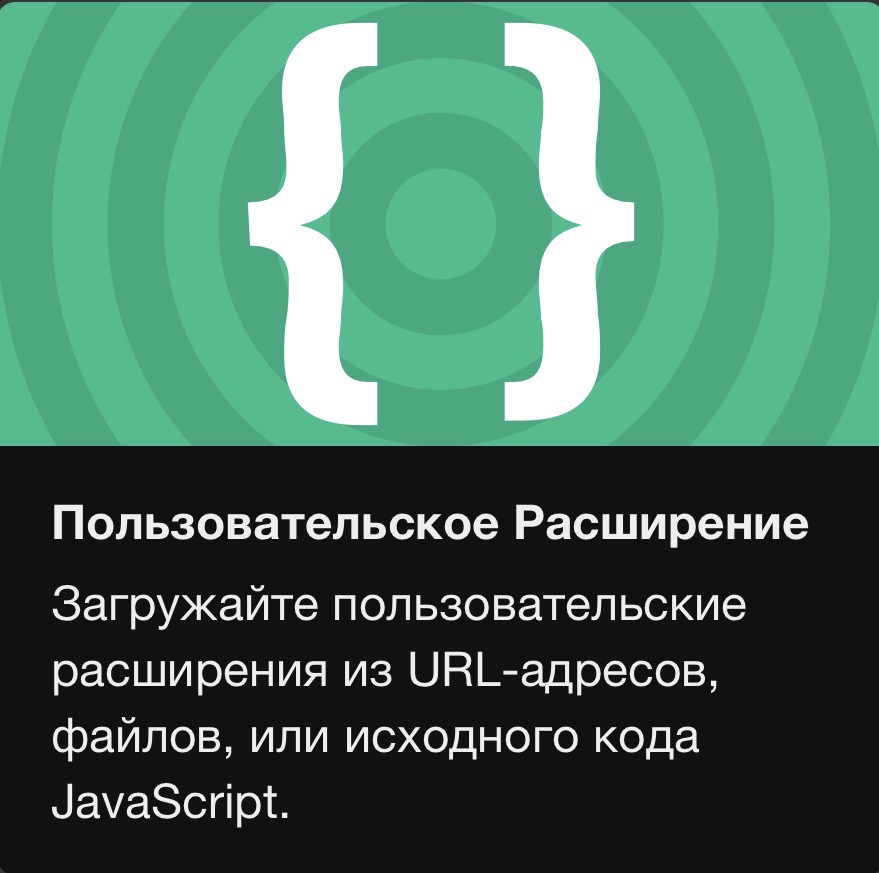 { }
Пользовательское Расширение
Загружайте пользовательские
расширения из URL-адресов,
файлов, или исходного кода
JavaScript.